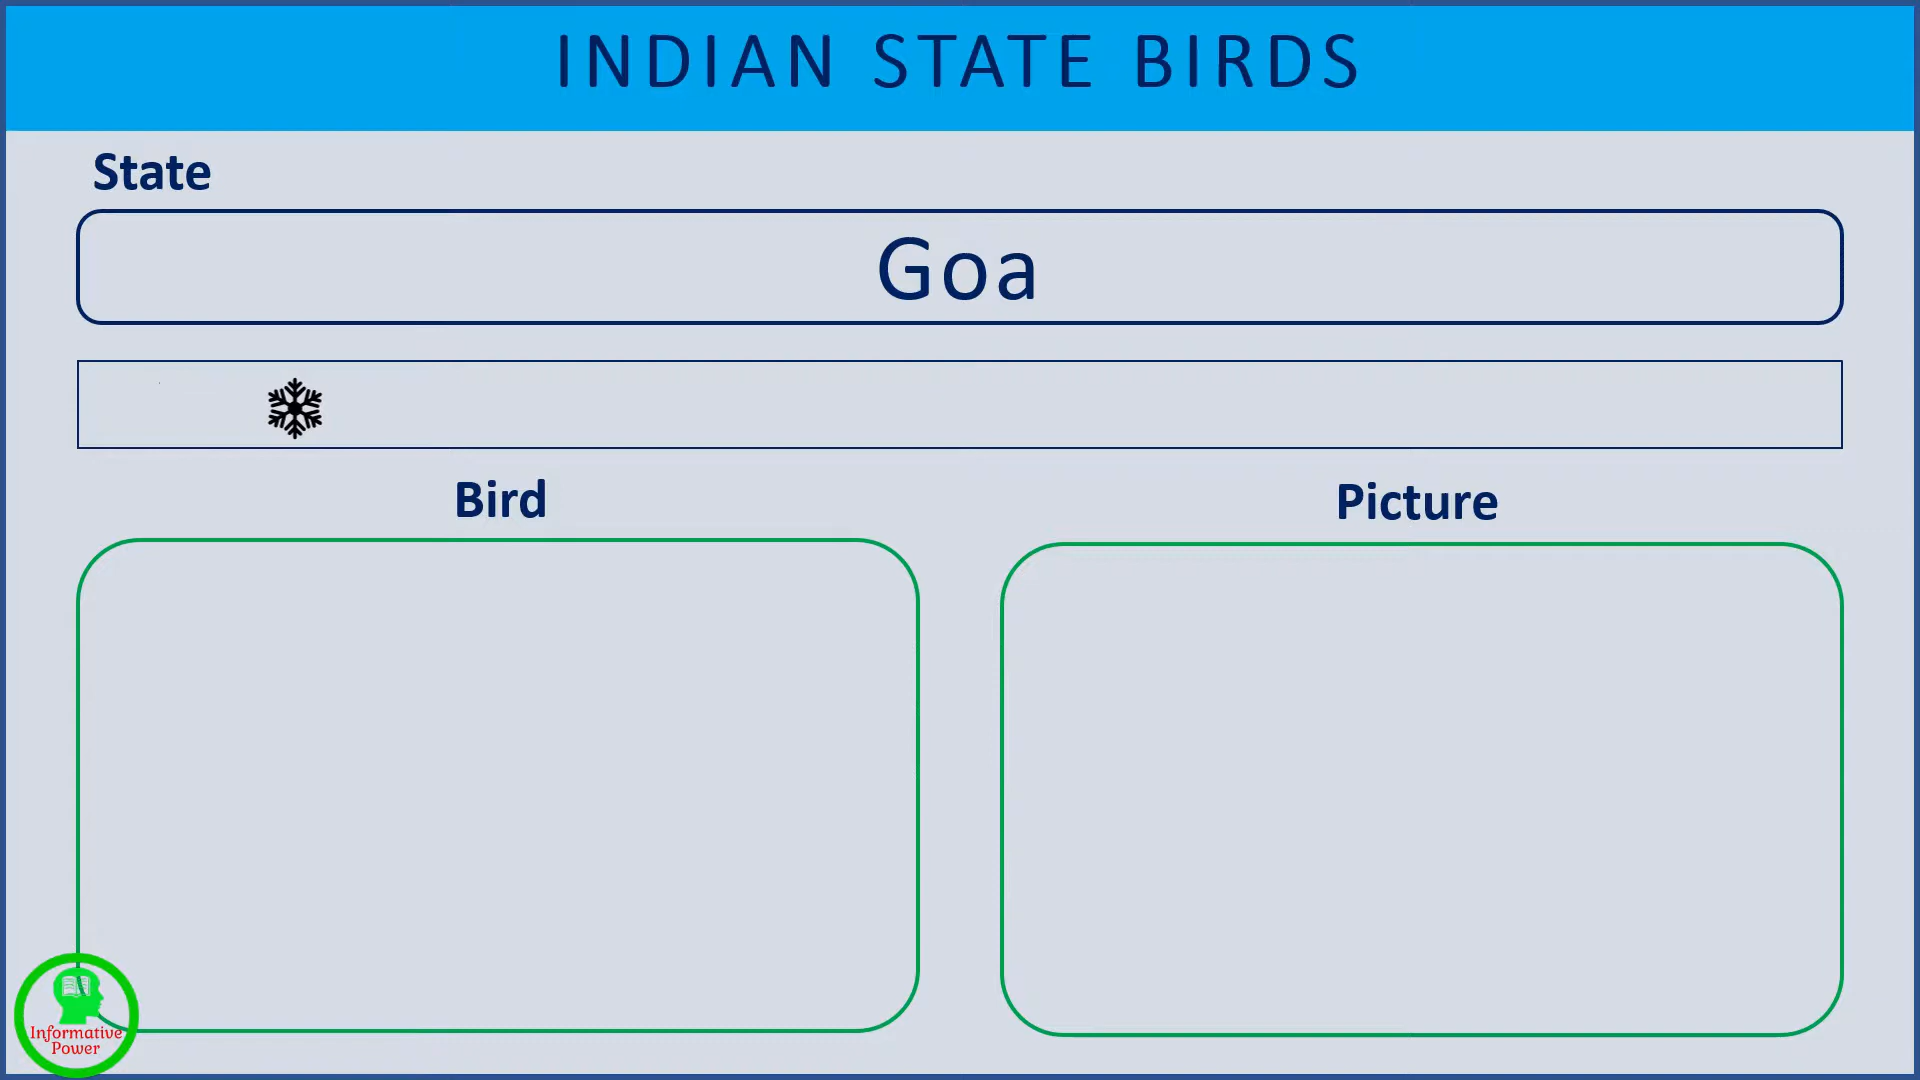 INDIAN STATE BIRDS
State
Goa
Bird
Picture
Informative
Power